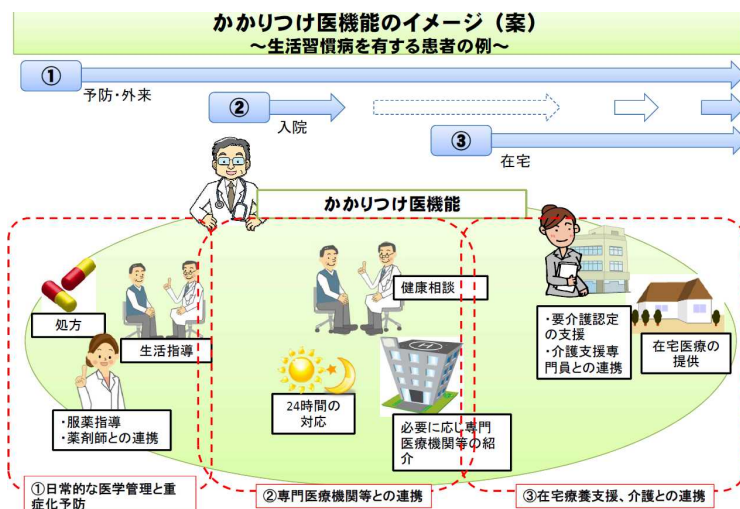 かかりつけ医機能のイメージ（案）
～生活習慣病を有する患者の例～
①
予防・外来
②
入院
③
在宅
かかりつけ医機能
処方
生活指導
・服薬指導
・薬剤師との連携
健康相談
24時間の
対応
H
必要に応じ専門
医療機関等の紹
介
・要介護認定
の支援
・介護支援専
門員との連携
在宅医療の
提供
①日常的な医学管理と重
症化予防
②専門医療機関等との連携
③在宅療養支援、介護との連携